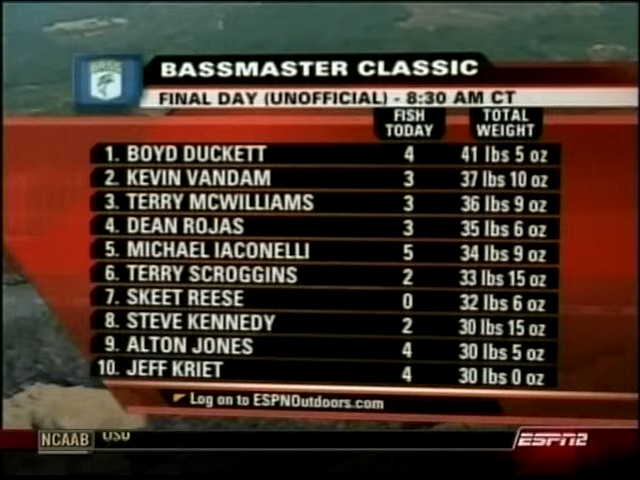 BASS
BASSMASTER CLASSIC
FINAL DAY (UNOFFICIAL) - 8:30 AM CT
FISH TODAY TOTAL WEIGHT
1. BOYD DUCKETT 4 41 lbs 5 oz
2. KEVIN VANDAM 3 37 lbs 10 oz
3. TERRY MCWILLIAMS 3 36 lbs 9 oz
4. DEAN ROJAS 3 35 lbs 6 oz
5. MICHAEL IACONELLI 5 34 lbs 9 oz
6. TERRY SCROGGINS 2 33 lbs 15 oz
7. SKEET REESE 0 32 lbs 6 oz
8. STEVE KENNEDY 2 30 lbs 15 oz
9. ALTON JONES 4 30 lbs 5 oz
10. JEFF KRIET 4 30 lbs 0 oz
Log on to ESPNOutdoors.com
NCAAB ESPN2